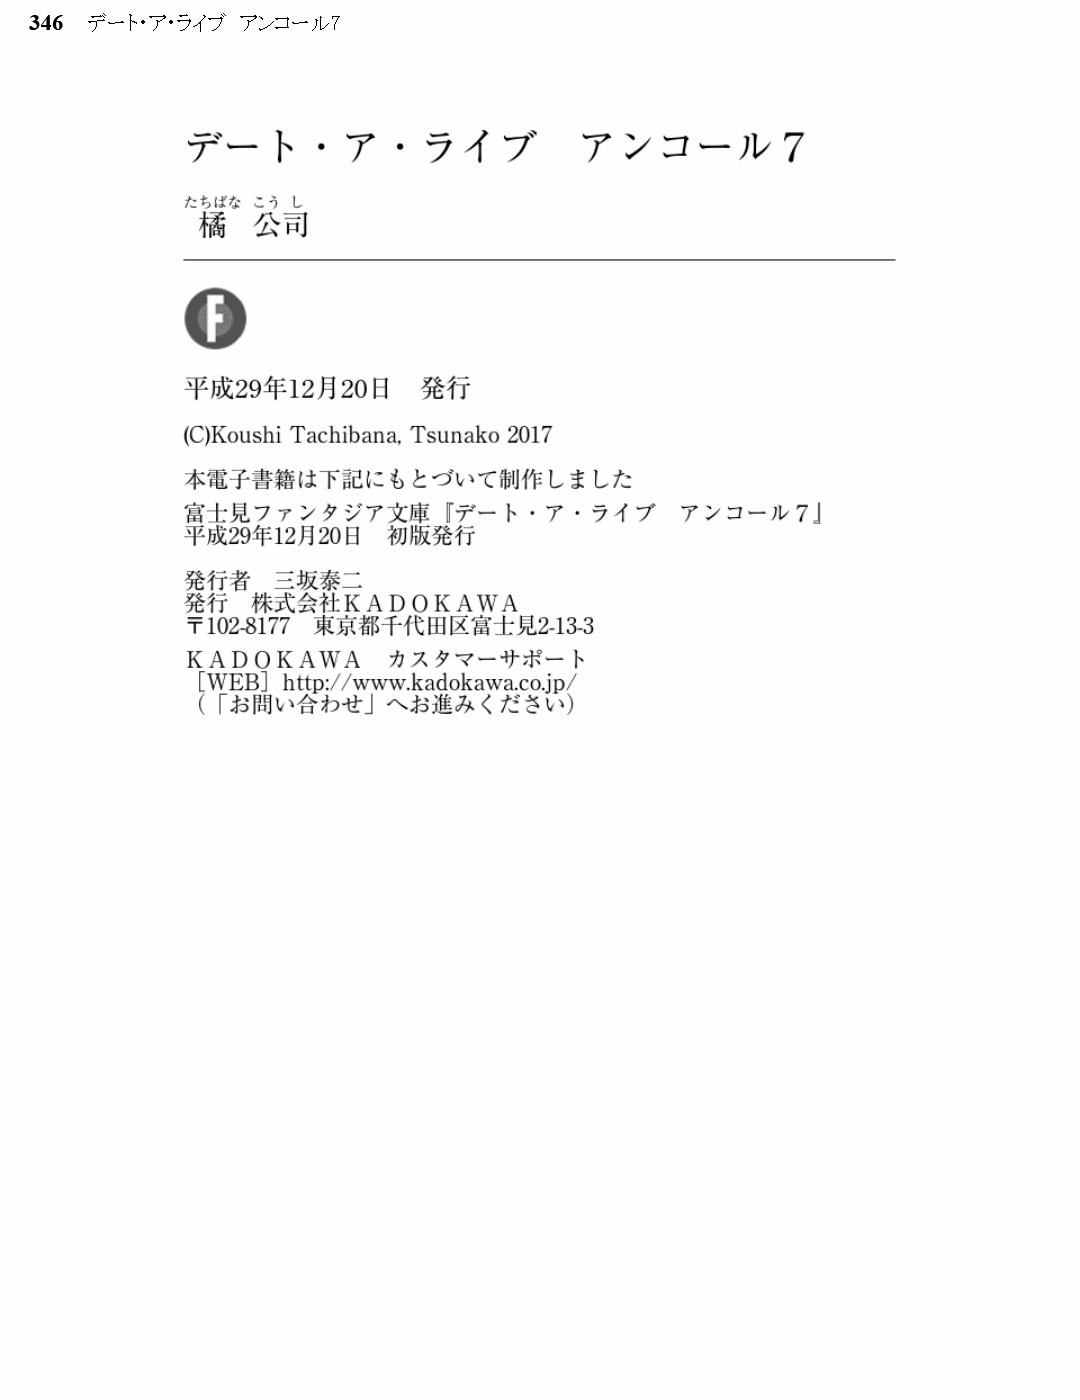 346 デート・ア・ライブ　アンコール7
デート・ア・ライブ　アンコール７
たちばな こう し
橘　公司
F
平成29年12月20日　発行
(C)Koushi Tachibana, Tsunako 2017
本電子書籍は下記にもとづいて制作しました
富士見ファンタジア文庫『デート・ア・ライブ　アンコール７』
平成29年12月20日　初版発行
発行者　三坂泰二
発行　株式会社ＫＡＤＯＫＡＷＡ
〒102-8177　東京都千代田区富士見2-13-3
ＫＡＤＯＫＡＷＡ　カスタマーサポート
［WEB］http://www.kadokawa.co.jp/
（「お問い合わせ」へお進みください）